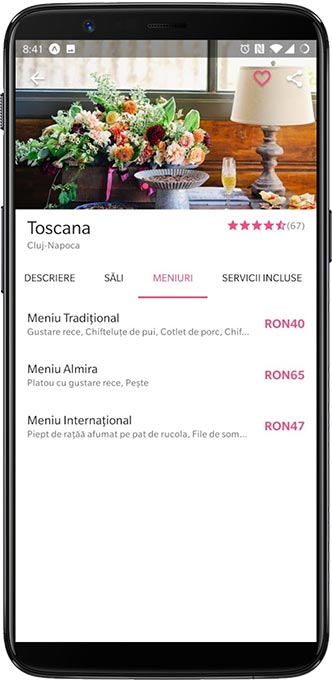 8:41
Toscana
(67)
Cluj-Napoca
DESCRIERE SĂLI MENIURI SERVICII INCLUSE
Meniu Tradițional
RON40
Gustare rece, Chifteluțe de pui, Cotlet de porc, Chif...
Meniu Almira
RON65
Platou cu gustare rece, Pește
Meniu Internațional
RON47
Piept de rațăă afumat pe pat de rucola, File de som...